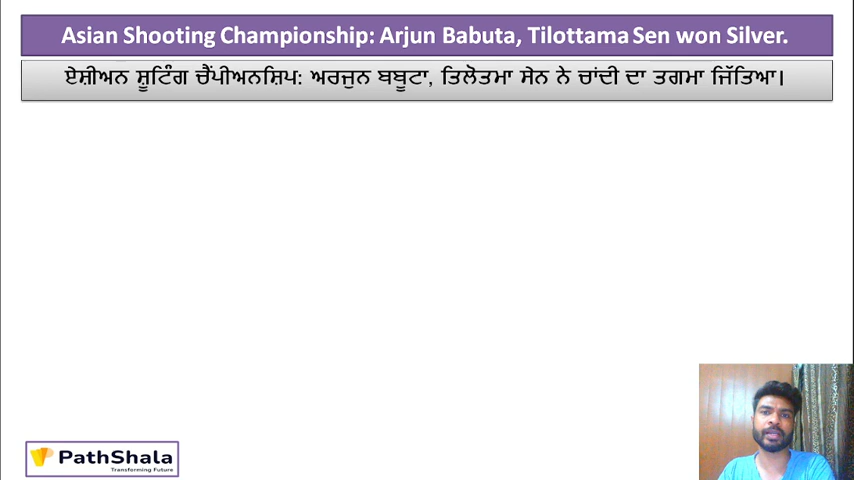 Asian Shooting Championship: Arjun Babuta, Tilottama Sen won Silver.
ਏਸ਼ੀਅਨ ਸ਼ੂਟਿੰਗ ਚੈਂਪੀਅਨਸ਼ਿਪ: ਅਰਜੁਨ ਬਬੂਟਾ, ਤਿਲੋਤਮਾ ਸੇਨ ਨੇ ਚਾਂਦੀ ਦਾ ਤਗਮਾ ਜਿੱਤਿਆ।
PathShala
Transforming Future